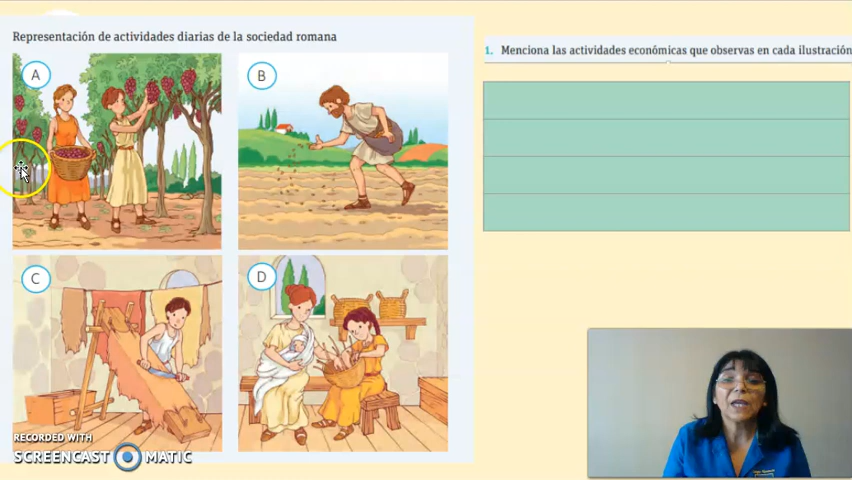 Representación de actividades diarias de la sociedad romana
1. Menciona las actividades económicas que observas en cada ilustración
A
B
C
D
RECORDED WITH
SCREENCAST MATIC